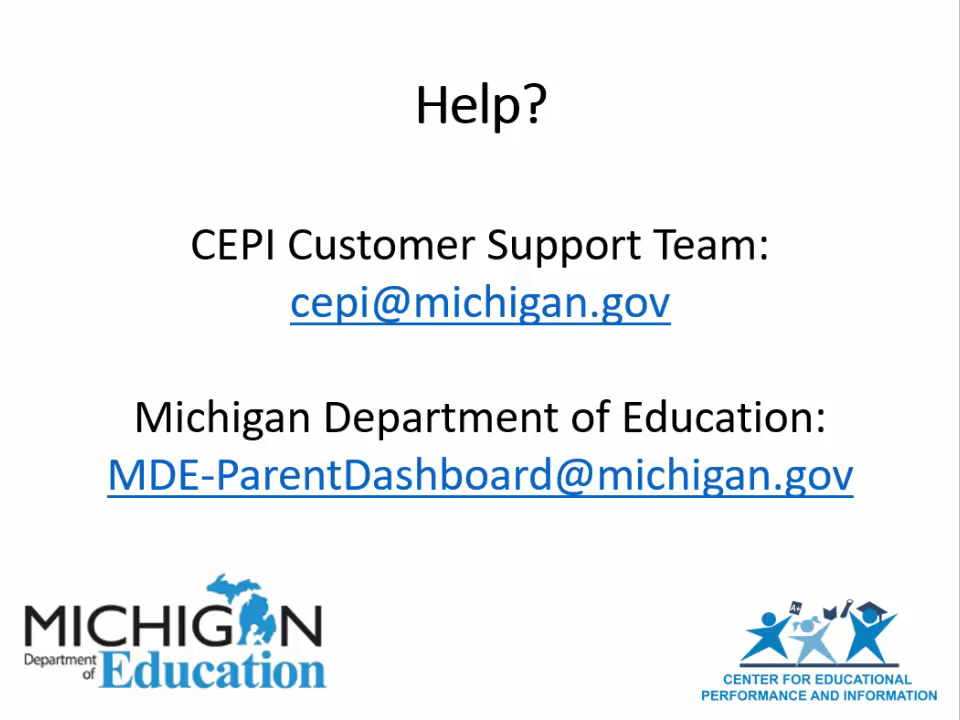 Help?
CEPI Customer Support Team:
cepi@michigan.gov
Michigan Department of Education:
MDE-ParentDashboard@michigan.gov
MICHIGAN
Department
of Education
A+
CENTER FOR EDUCATIONAL
PERFORMANCE AND INFORMATION